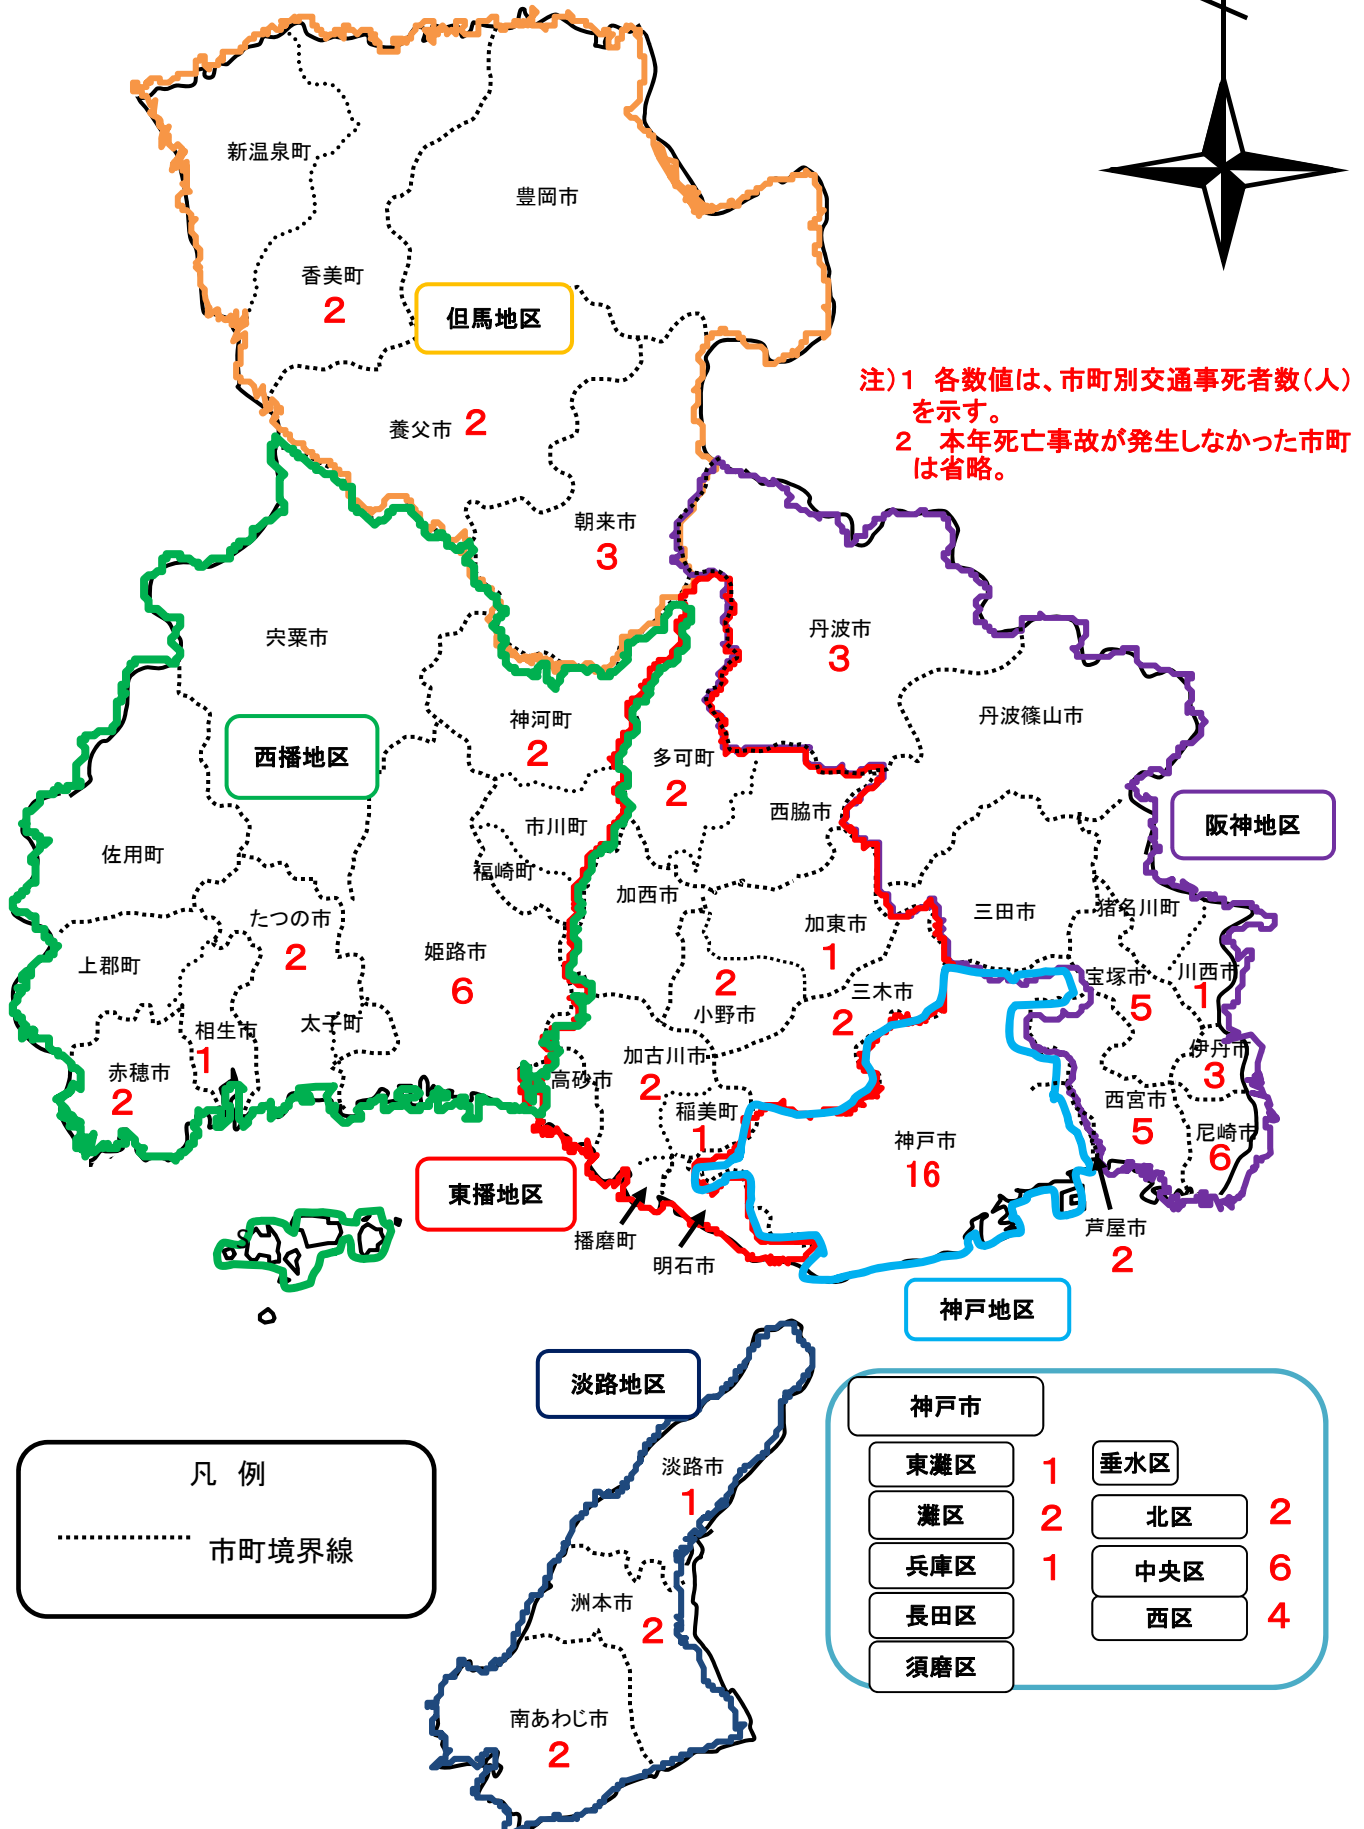 新温泉町
豊岡市
香美町
2
但馬地区
注)1 各数値は、市町別交通事死者数(人)
を示す。
2 本年死亡事故が発生しなかった市町
は省略。
養父市 2
朝来市
3
宍粟市
丹波市
3
丹波篠山市
神河町
2
西播地区
多可町
2
西脇市
阪神地区
市川町
佐用町
福崎町
加西市
三田市
猪名川町
たつの市
2
加東市
1
上郡町
姫路市
6
2
小野市
三木市
2
宝塚市
5
川西市
1
相生市
1
太子町
赤穂市
2
高砂市
加古川市
2
稲美町
1
伊丹市
3
西宮市
5
尼崎市
6
神戸市
16
東播地区
播磨町
明石市
芦屋市
2
神戸地区
淡路地区
淡路市
1
洲本市
2
南あわじ市
2
凡 例
市町境界線
神戸市
東灘区 1 垂水区
灘区 2 北区 2
兵庫区 1 中央区 6
長田区 西区 4
須磨区